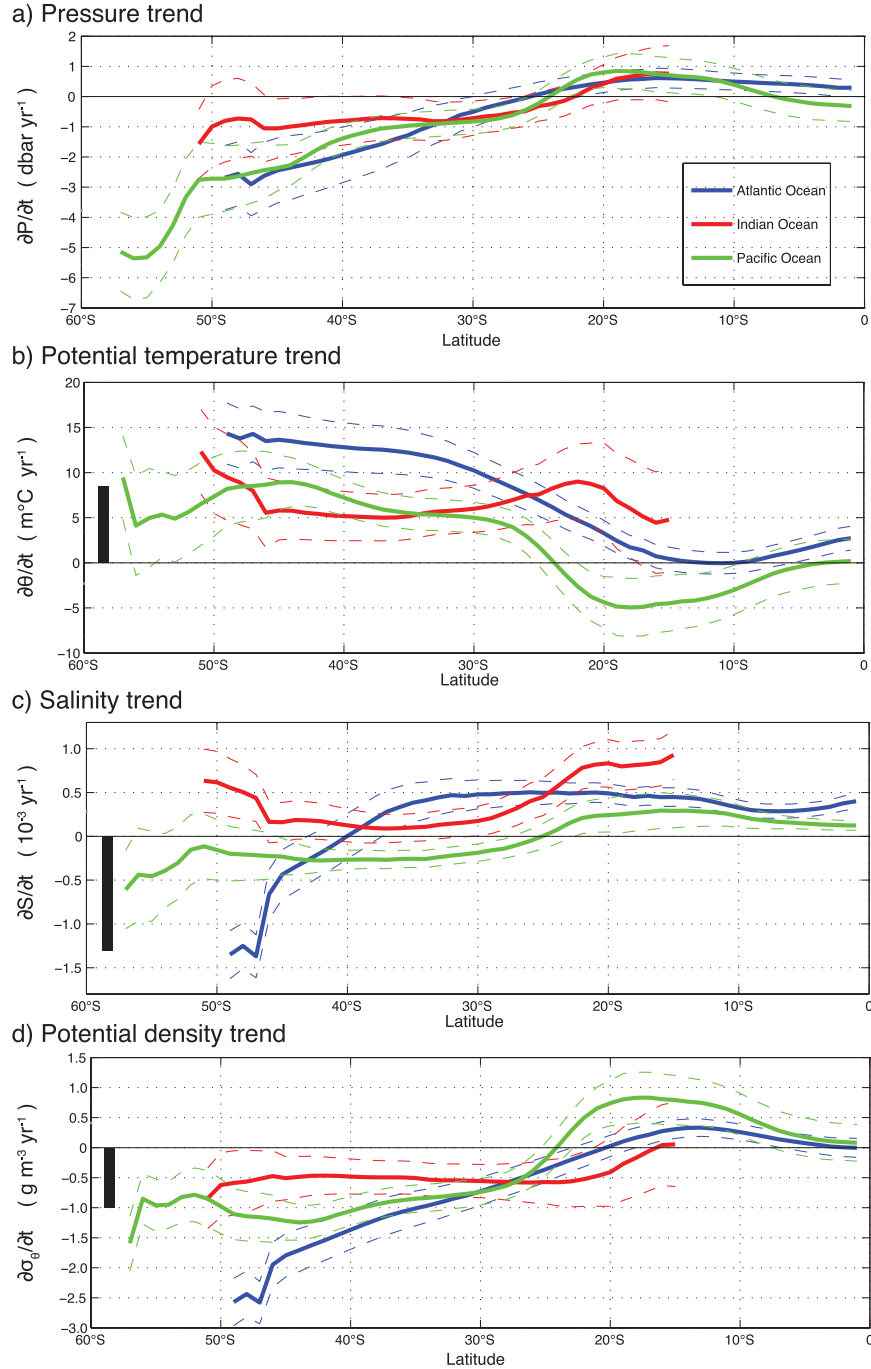 a) Pressure trend
2
1
0
−1
−2
−3
−4
−5
−6
−7
∂P/∂t ( dbar yr-1 )
Atlantic Ocean
Indian Ocean
Pacific Ocean
60°S 50°S 40°S 30°S 20°S 10°S 0
Latitude
b) Potential temperature trend
20
15
10
5
0
−5
−10
∂θ/∂t ( m°C yr-1 )
60°S 50°S 40°S 30°S 20°S 10°S 0
Latitude
c) Salinity trend
1.0
0.5
0
−0.5
−1.0
−1.5
∂S/∂t ( 10-3 yr-1 )
60°S 50°S 40°S 30°S 20°S 10°S 0
Latitude
d) Potential density trend
1.5
1.0
0.5
0
−0.5
−1.0
−1.5
−2.0
−2.5
−3.0
∂σθ/∂t ( g m-3 yr-1 )
60°S 50°S 40°S 30°S 20°S 10°S 0
Latitude